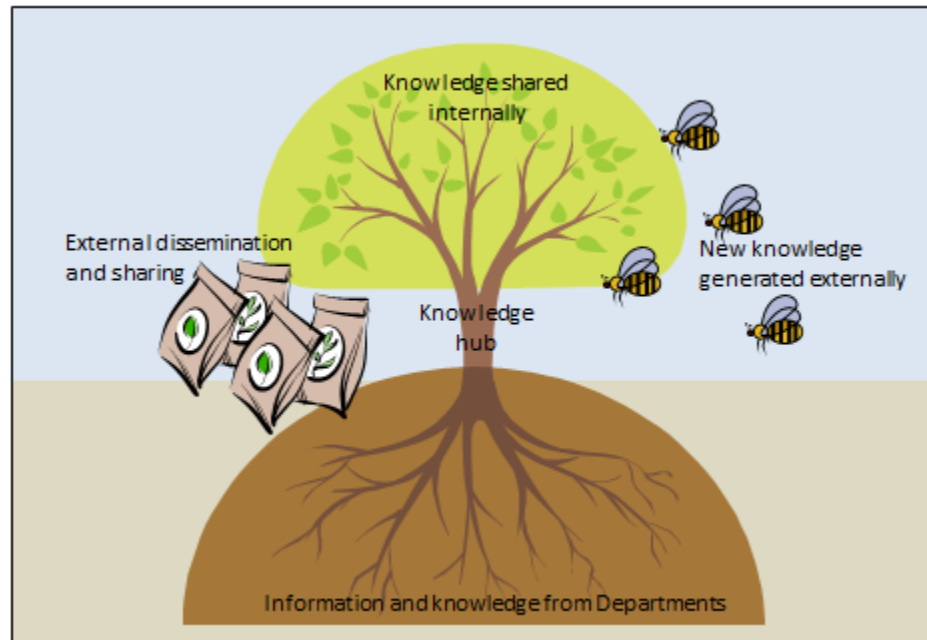 Knowledge shared
internally
External dissemination
and sharing
New knowledge
generated externally
Knowledge
hub
Information and knowledge from Departments